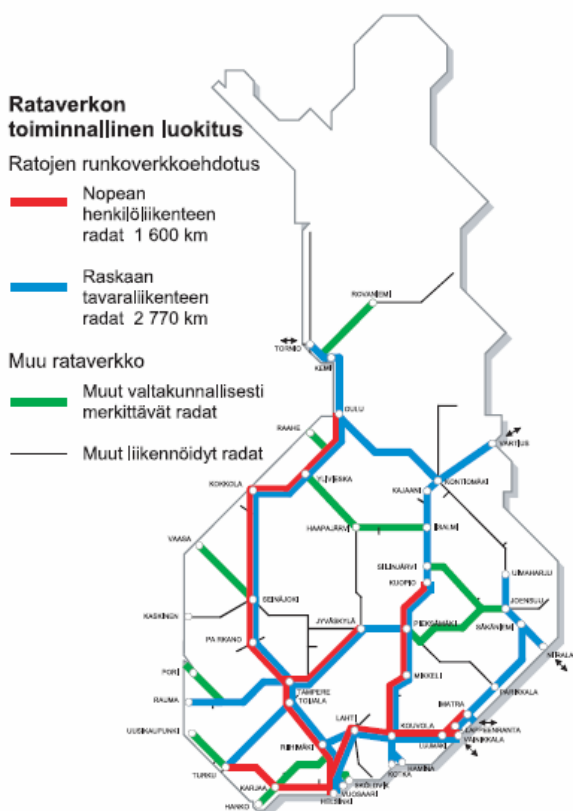 Rataverkon
toiminnallinen luokitus
Ratojen runkoverkkoehdotus
Nopean
henkilöliikenteen
radat 1 600 km
Raskaan
tavaraliikenteen
radat 2 770 km
Muu rataverkko
Muut valtakunnallisesti
merkittävät radat
Muut liikennöidyt radat
ROVANIEMI
TORNIO
KEMI
OULU
RAAHE
VARTIUS
YLIVIESKA
KONTIOMÄKI
KOKKOLA
KAJAANI
HAAPAJÄRVI
IISALMI
VAASA
SIILINJÄRVI
UIMAHARJU
KUOPIO
SEINÄJOKI
JOENSUU
KASKINEN
JYVÄSKYLÄ
PIEKSÄMÄKI
SÄKÄNIEMI
PARKANO
NIIRALA
PORI
MIKKELI
TAMPERE
PARIKKALA
RAUMA
TOIJALA
IMATRA
LAHTI
UUSIKAUPUNKI
KOUVOLA
LAPPEENRANTA
RIIHIMÄKI
LUUMÄKI
VAINIKKALA
TURKU
HAMINA
KARJAA
KOTKA
SKÖLDVIK
VUOSAARI
HANKO
HELSINKI